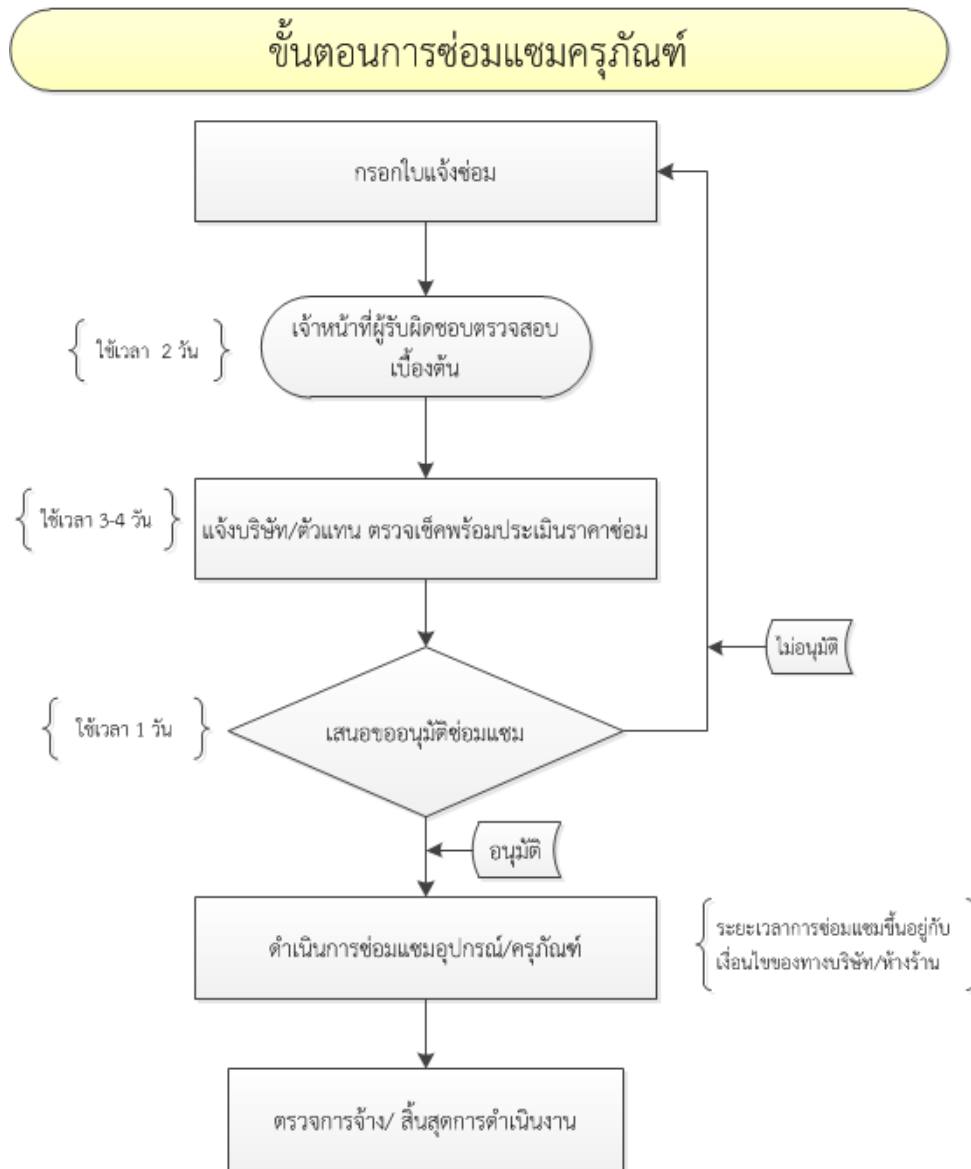 ขั้นตอนการซ่อมแซมครุภัณฑ์
กรอกใบแจ้งซ่อม
เจ้าหน้าที่ผู้รับผิดชอบตรวจสอบ
เบื้องต้น
ใช้เวลา 2 วัน
แจ้งบริษัท/ตัวแทน ตรวจเช็คพร้อมประเมินราคาซ่อม
ใช้เวลา 3-4 วัน
ไม่อนุมัติ
เสนอขออนุมัติซ่อมแซม
ใช้เวลา 1 วัน
อนุมัติ
ดำเนินการซ่อมแซมอุปกรณ์/ครุภัณฑ์
ระยะเวลาการซ่อมแซมขึ้นอยู่กับ
เงื่อนไขของทางบริษัท/ห้างร้าน
ตรวจการจ้าง/ สิ้นสุดการดำเนินงาน